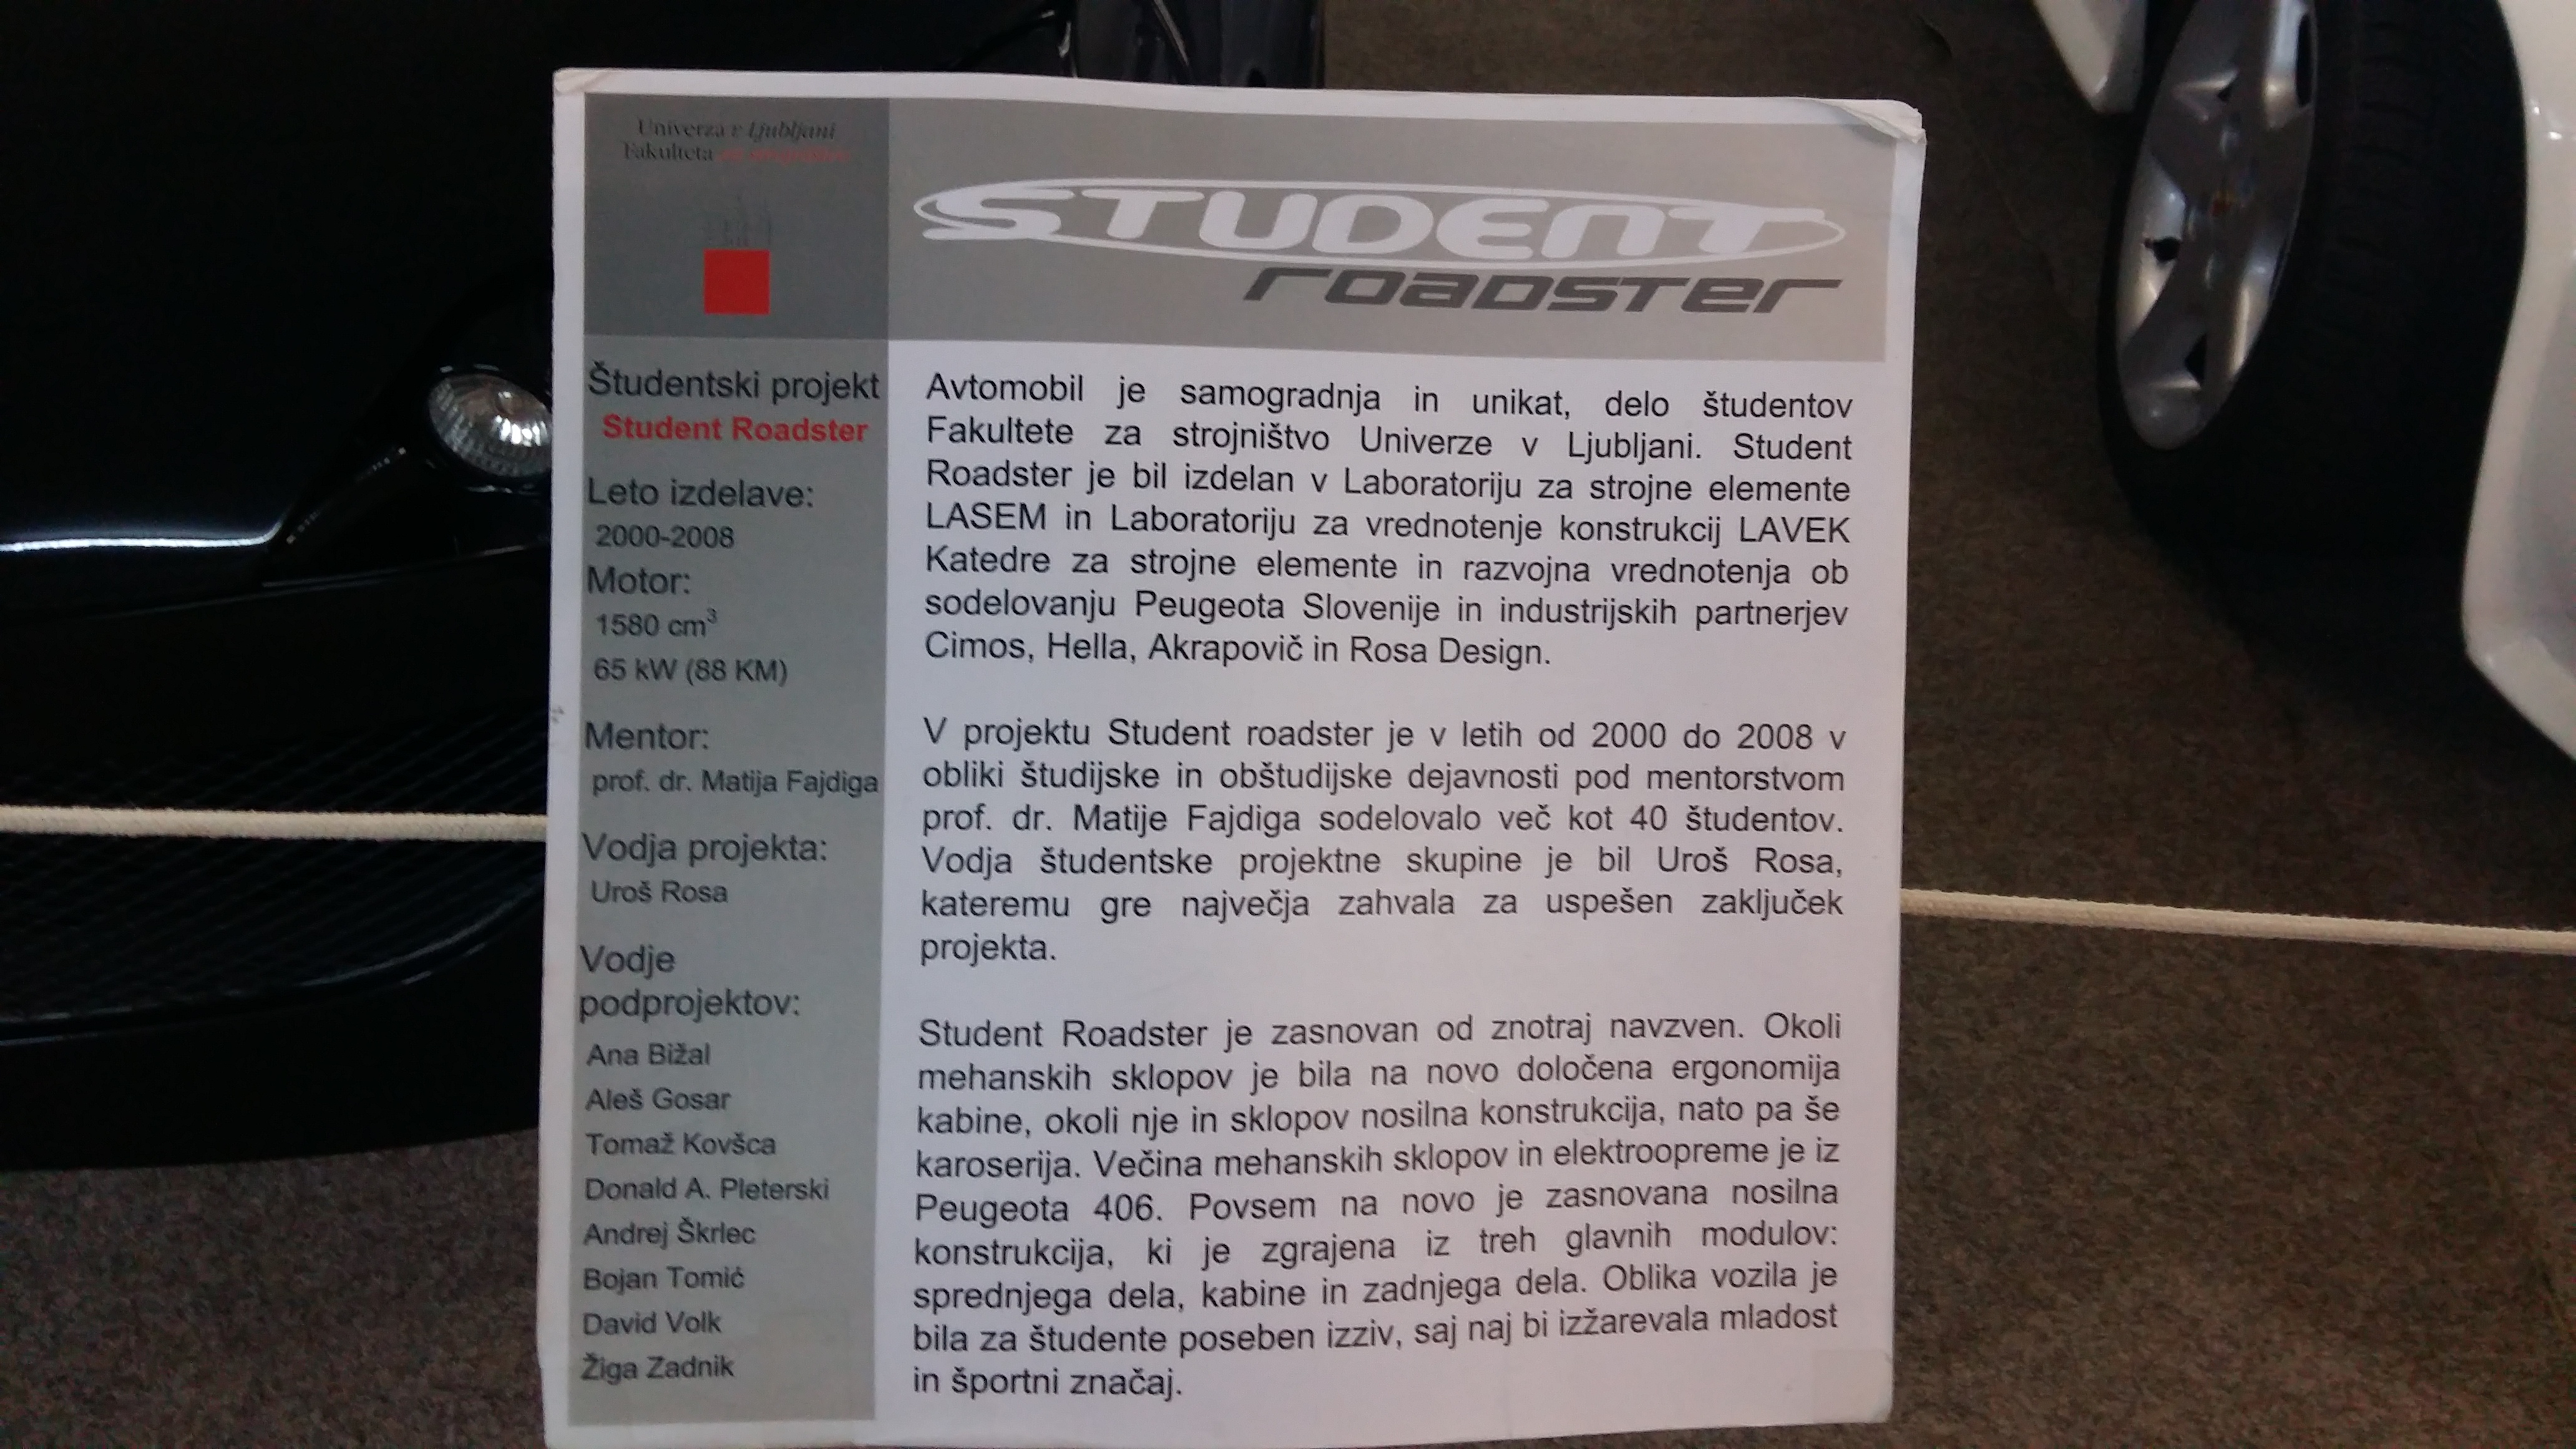 Univerza v Ljubljani
Fakulteta
STUDENT
roadster
Študentski projekt
Student Roadster
Leto izdelave:
2000-2008
Motor:
1580 cm³
65 kW (88 KM)
Mentor:
prof. dr. Matija Fajdiga
Vodja projekta:
Uroš Rosa
Vodje
podprojektov:
Ana Bižal
Aleš Gosar
Tomaž Kovšca
Donald A. Pleterski
Andrej Škrlec
Bojan Tomić
David Volk
Žiga Zadnik
Avtomobil je samogradnja in unikat, delo študentov
Fakultete za strojništvo Univerze v Ljubljani. Student
Roadster je bil izdelan v Laboratoriju za strojne elemente
LASEM in Laboratoriju za vrednotenje konstrukcij LAVEK
Katedre za strojne elemente in razvojna vrednotenja ob
sodelovanju Peugeota Slovenije in industrijskih partnerjev
Cimos, Hella, Akrapovič in Rosa Design.
V projektu Student roadster je v letih od 2000 do 2008 v
obliki študijske in obštudijske dejavnosti pod mentorstvom
prof. dr. Matije Fajdiga sodelovalo več kot 40 študentov.
Vodja študentske projektne skupine je bil Uroš Rosa,
kateremu gre največja zahvala za uspešen zaključek
projekta.
Student Roadster je zasnovan od znotraj navzven. Okoli
mehanskih sklopov je bila na novo določena ergonomija
kabine, okoli nje in sklopov nosilna konstrukcija, nato pa še
karoserija. Večina mehanskih sklopov in elektroopreme je iz
Peugeota 406. Povsem na novo je zasnovana nosilna
konstrukcija, ki je zgrajena iz treh glavnih modulov:
sprednjega dela, kabine in zadnjega dela. Oblika vozila je
bila za študente poseben izziv, saj naj bi izžarevala mladost
in športni značaj.